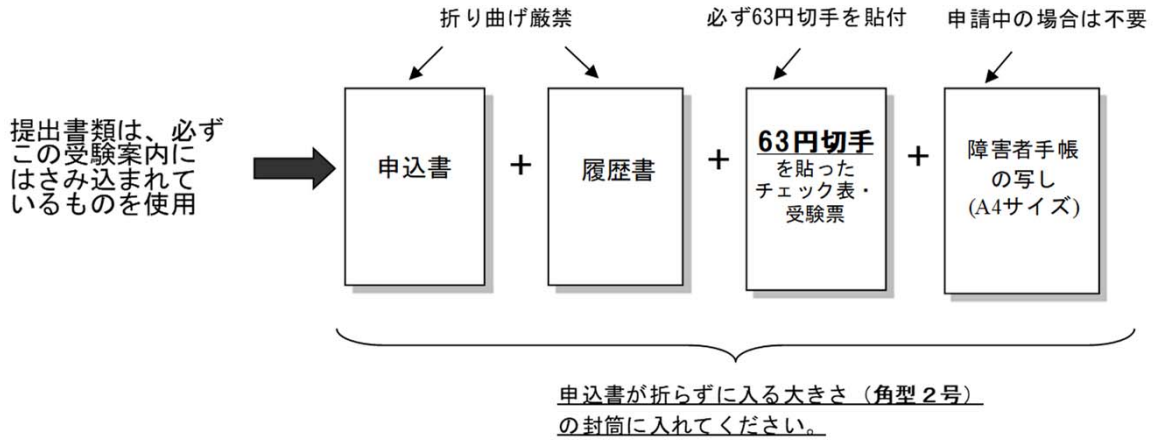 折り曲げ厳禁
必ず63円切手を貼付
申請中の場合は不要
提出書類は、必ず
この受験案内に
はさみ込まれて
いるものを使用
申込書
+
履歴書
+
63円切手
を貼った
チェック表・
受験票
+
障害者手帳
の写し
(A4サイズ)
申込書が折らずに入る大きさ（角型２号）
の封筒に入れてください。